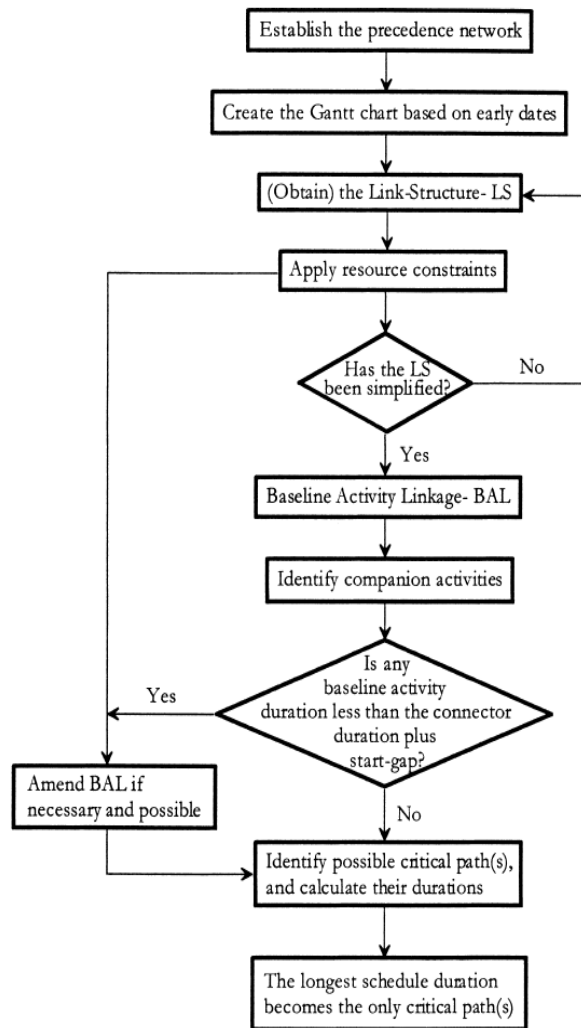 Establish the precedence network
Create the Gantt chart based on early dates
(Obtain) the Link-Structure- LS
Apply resource constraints
Has the LS
been simplified?
No
Yes
Baseline Activity Linkage- BAL
Identify companion activities
Is any
baseline activity
duration less than the connector
duration plus
start-gap?
Yes
No
Amend BAL if
necessary and possible
Identify possible critical path(s),
and calculate their durations
The longest schedule duration
becomes the only critical path(s)